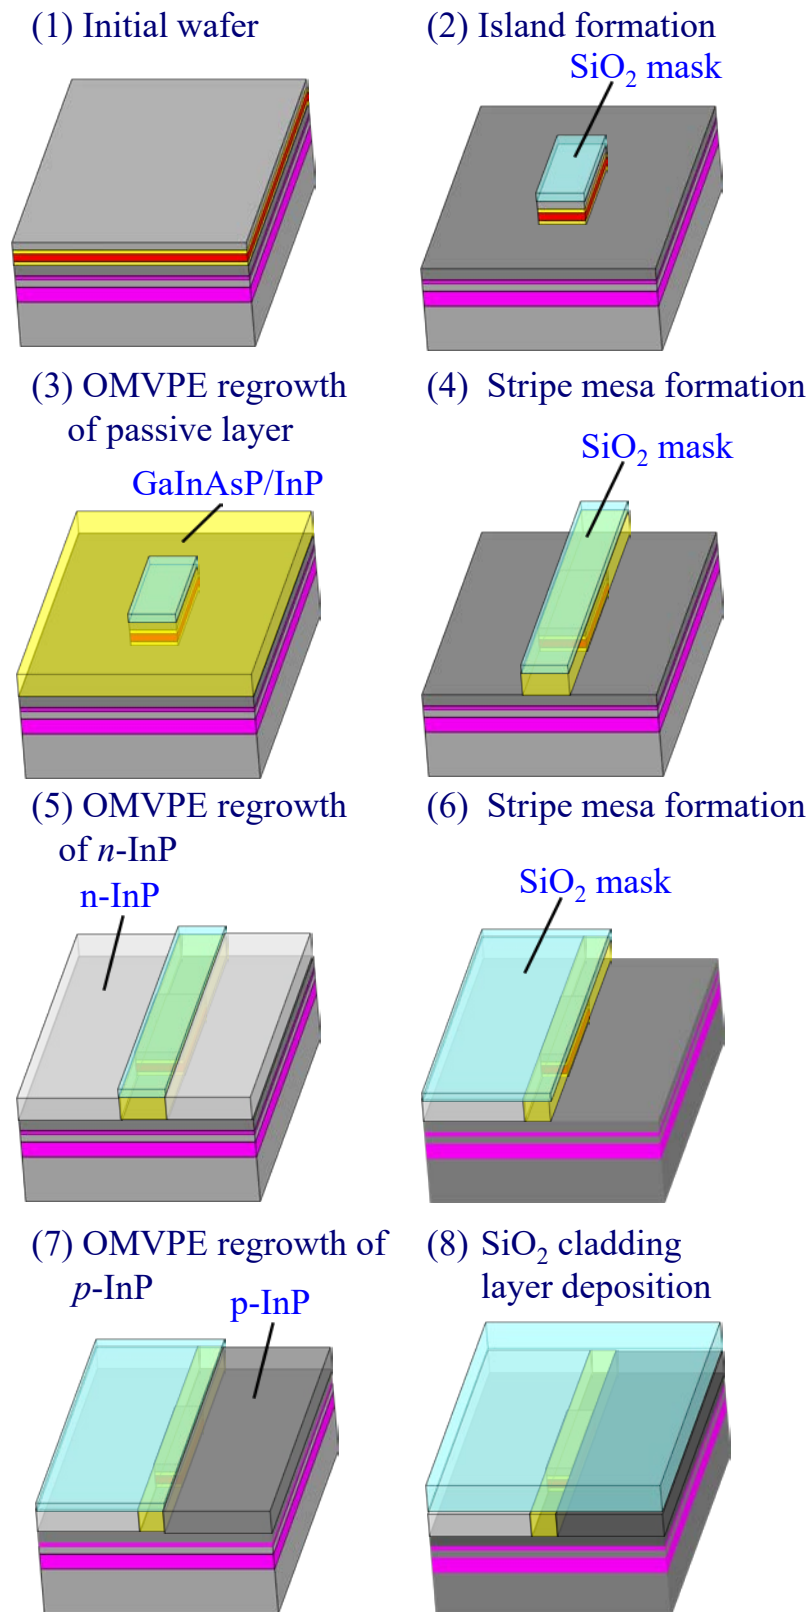 (1) Initial wafer
(2) Island formation
SiO₂ mask
(3) OMVPE regrowth
of passive layer
GaInAsP/InP
(4) Stripe mesa formation
SiO₂ mask
(5) OMVPE regrowth
of n-InP
n-InP
(6) Stripe mesa formation
SiO₂ mask
(7) OMVPE regrowth of
p-InP
p-InP
(8) SiO₂ cladding
layer deposition